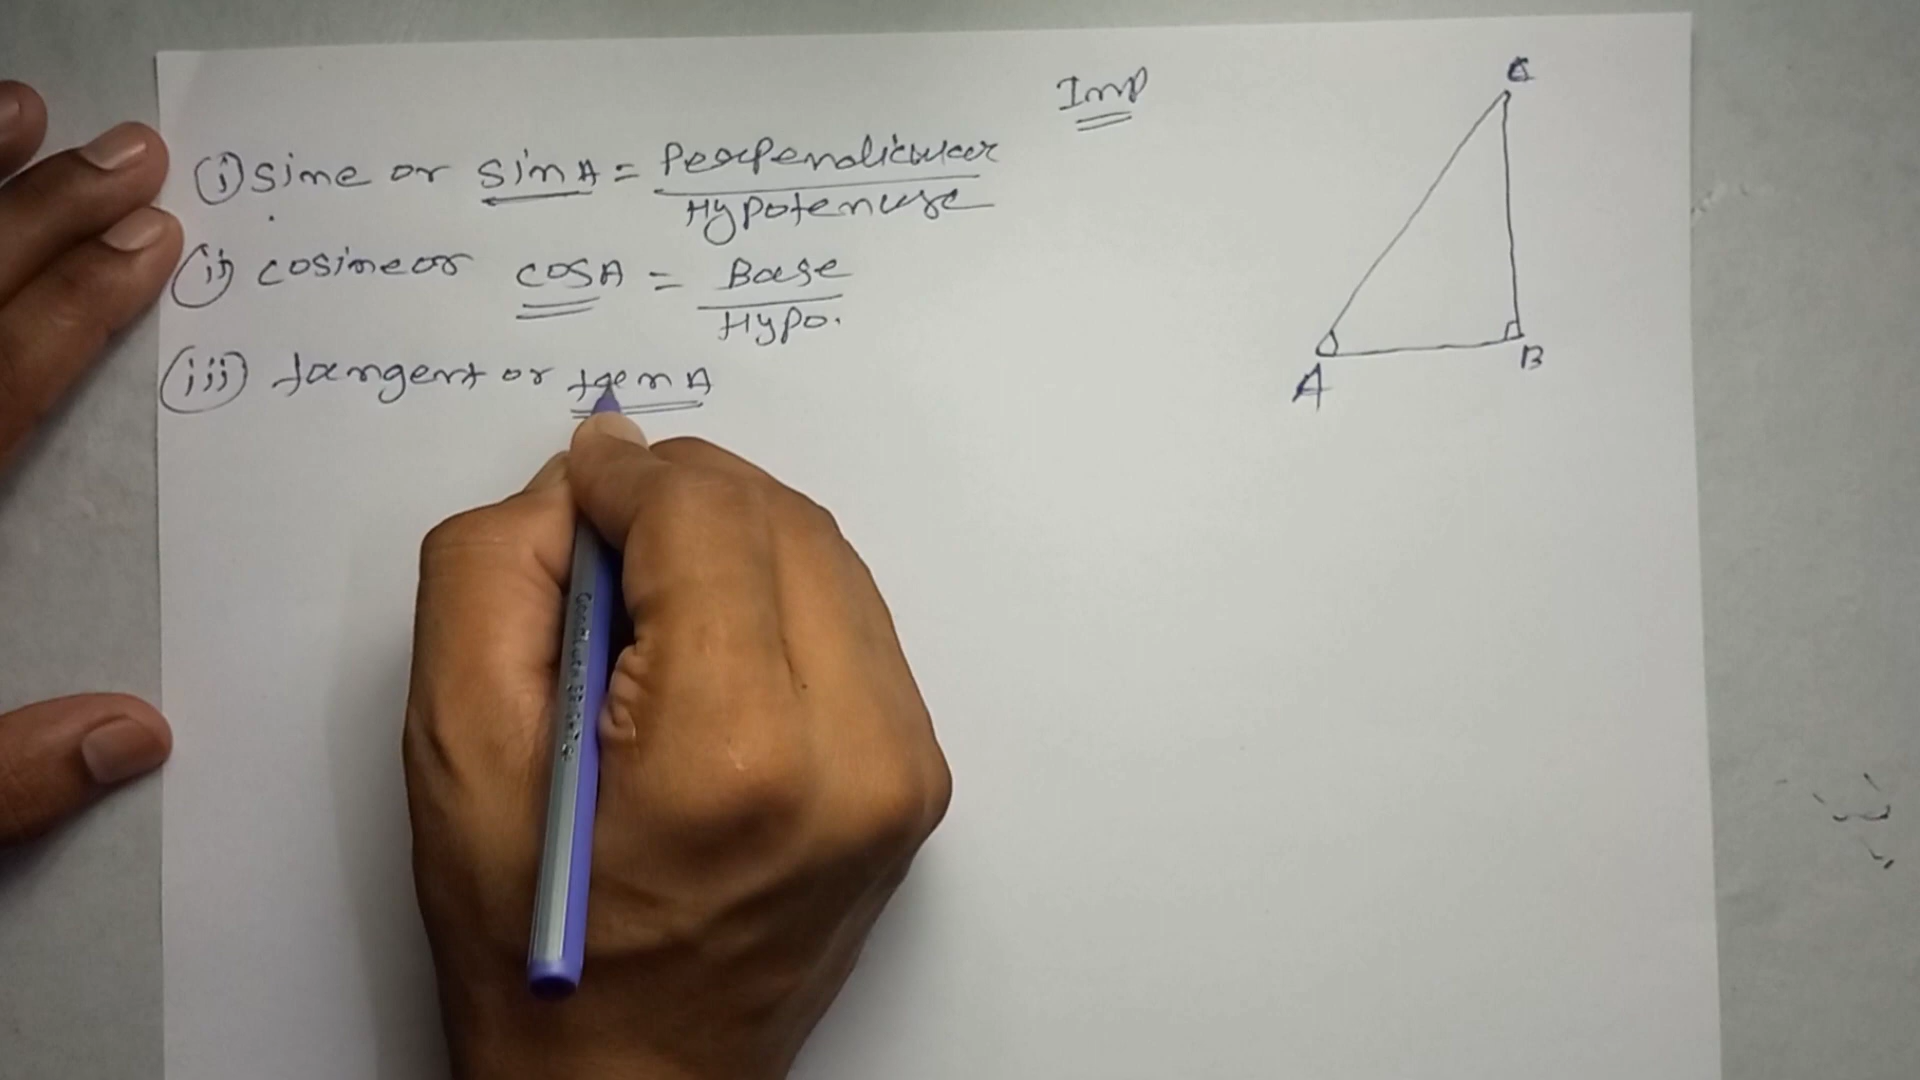 Imp
(i) sine or sin A = Perpendicular
Hypotenuse
(ii) cosine or cos A = Base
Hypo.
(iii) tangent or tan A
C
A
B